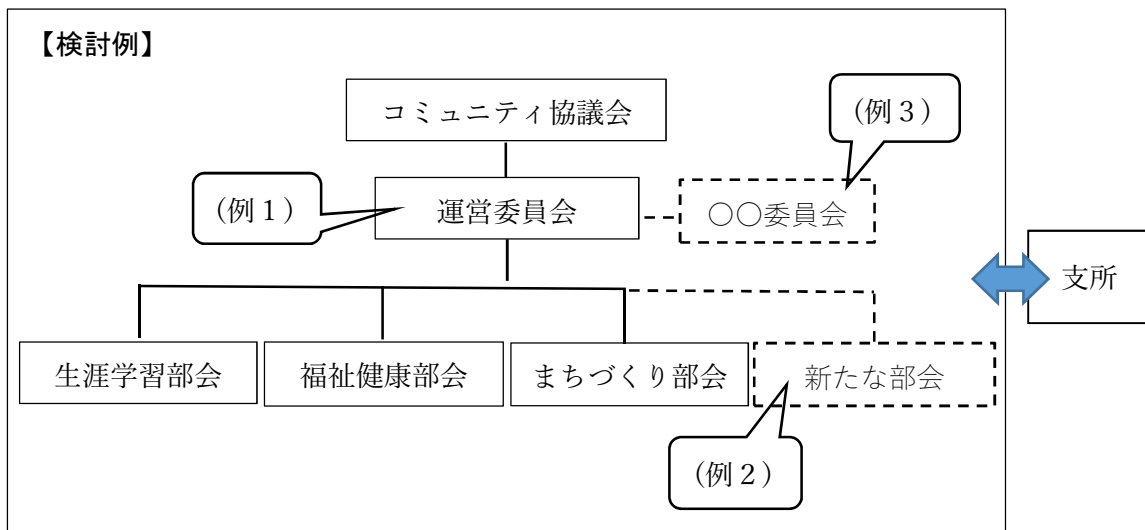 【検討例】
コミュニティ協議会
（例３）
（例１）
運営委員会
○○委員会
支所
生涯学習部会
福祉健康部会
まちづくり部会
新たな部会
（例２）